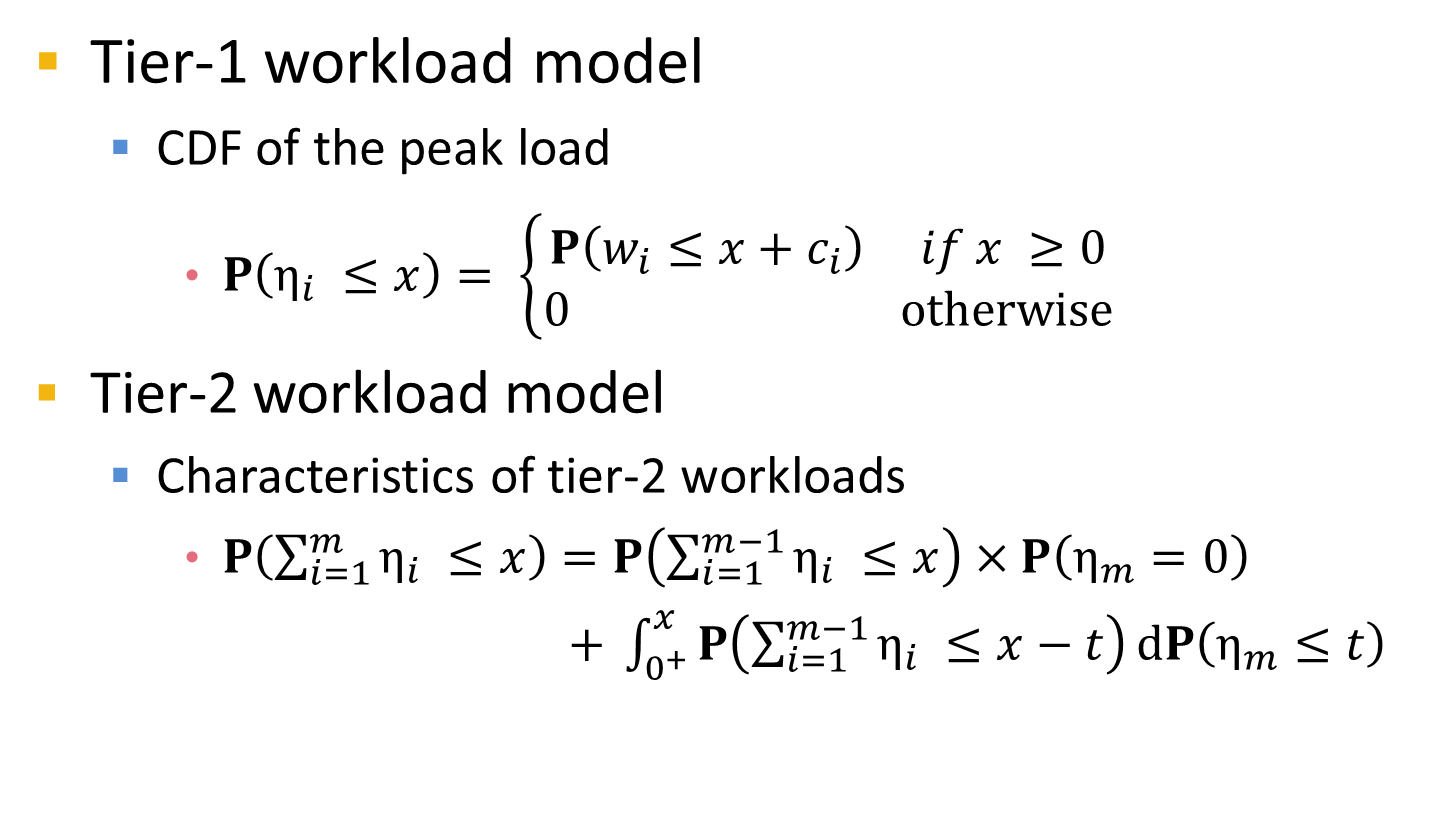 ▪ Tier-1 workload model
▪ CDF of the peak load
• 𝐏(η𝑖 ≤ 𝑥) = { 𝐏(𝑤𝑖 ≤ 𝑥 + 𝑐𝑖) 𝑖𝑓 𝑥 ≥ 0
0 otherwise
▪ Tier-2 workload model
▪ Characteristics of tier-2 workloads
• 𝐏(∑_{𝑖=1}^{𝑚} η𝑖 ≤ 𝑥) = 𝐏(∑_{𝑖=1}^{𝑚−1} η𝑖 ≤ 𝑥) × 𝐏(η𝑚 = 0)
+ ∫_{0⁺}^{𝑥} 𝐏(∑_{𝑖=1}^{𝑚−1} η𝑖 ≤ 𝑥 − 𝑡) d𝐏(η𝑚 ≤ 𝑡)